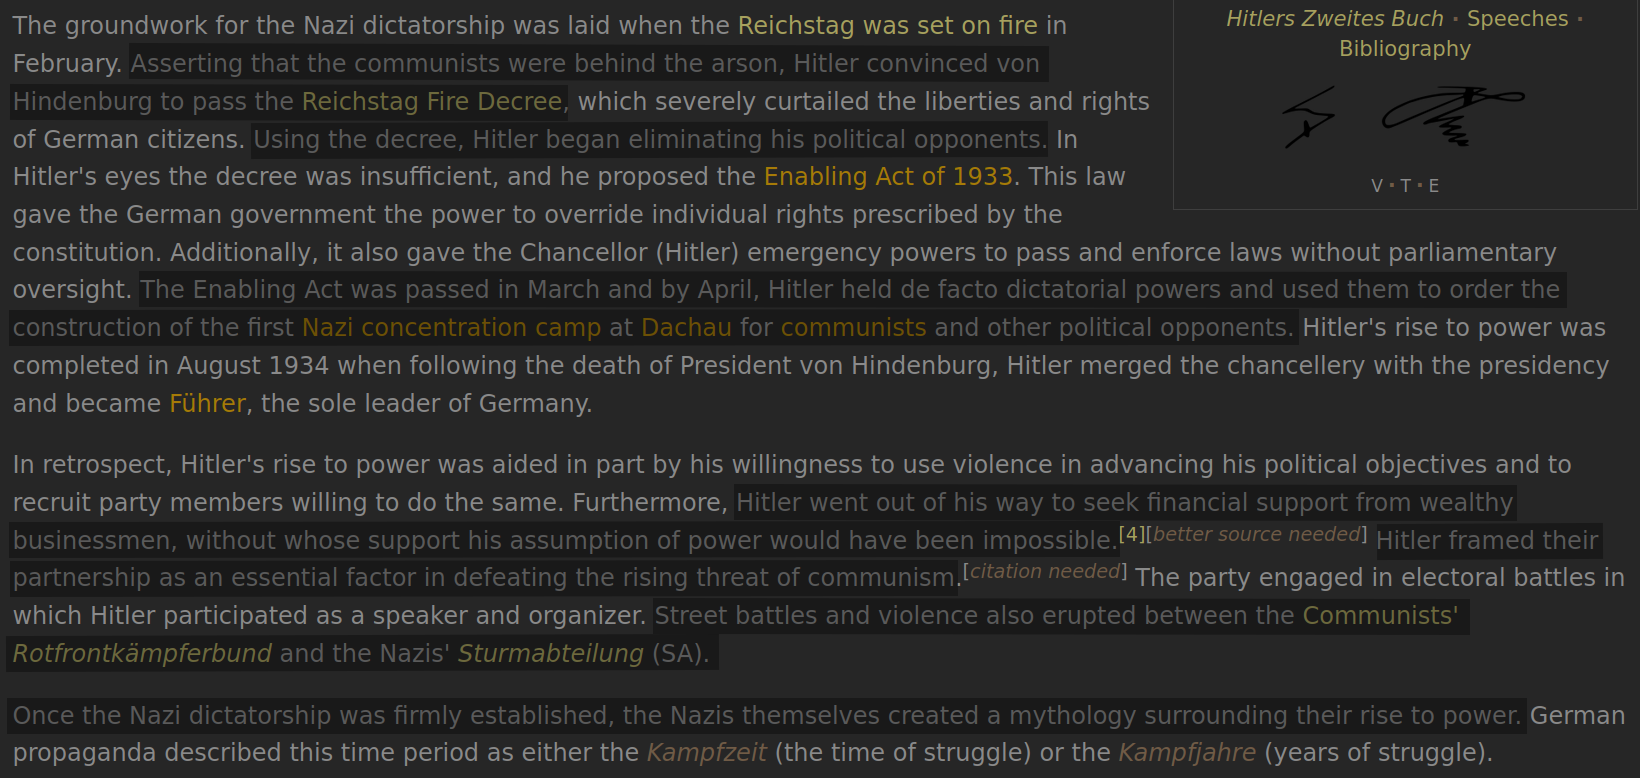 The groundwork for the Nazi dictatorship was laid when the Reichstag was set on fire in
February. Asserting that the communists were behind the arson, Hitler convinced von
Hindenburg to pass the Reichstag Fire Decree, which severely curtailed the liberties and rights
of German citizens. Using the decree, Hitler began eliminating his political opponents. In
Hitler's eyes the decree was insufficient, and he proposed the Enabling Act of 1933. This law
gave the German government the power to override individual rights prescribed by the
constitution. Additionally, it also gave the Chancellor (Hitler) emergency powers to pass and enforce laws without parliamentary
oversight. The Enabling Act was passed in March and by April, Hitler held de facto dictatorial powers and used them to order the
construction of the first Nazi concentration camp at Dachau for communists and other political opponents. Hitler's rise to power was
completed in August 1934 when following the death of President von Hindenburg, Hitler merged the chancellery with the presidency
and became Führer, the sole leader of Germany.
In retrospect, Hitler's rise to power was aided in part by his willingness to use violence in advancing his political objectives and to
recruit party members willing to do the same. Furthermore, Hitler went out of his way to seek financial support from wealthy
businessmen, without whose support his assumption of power would have been impossible.[4][better source needed] Hitler framed their
partnership as an essential factor in defeating the rising threat of communism.[citation needed] The party engaged in electoral battles in
which Hitler participated as a speaker and organizer. Street battles and violence also erupted between the Communists'
Rotfrontkämpferbund and the Nazis' Sturmabteilung (SA).
Once the Nazi dictatorship was firmly established, the Nazis themselves created a mythology surrounding their rise to power. German
propaganda described this time period as either the Kampfzeit (the time of struggle) or the Kampfjahre (years of struggle).
Hitlers Zweites Buch · Speeches ·
Bibliography
V · T · E